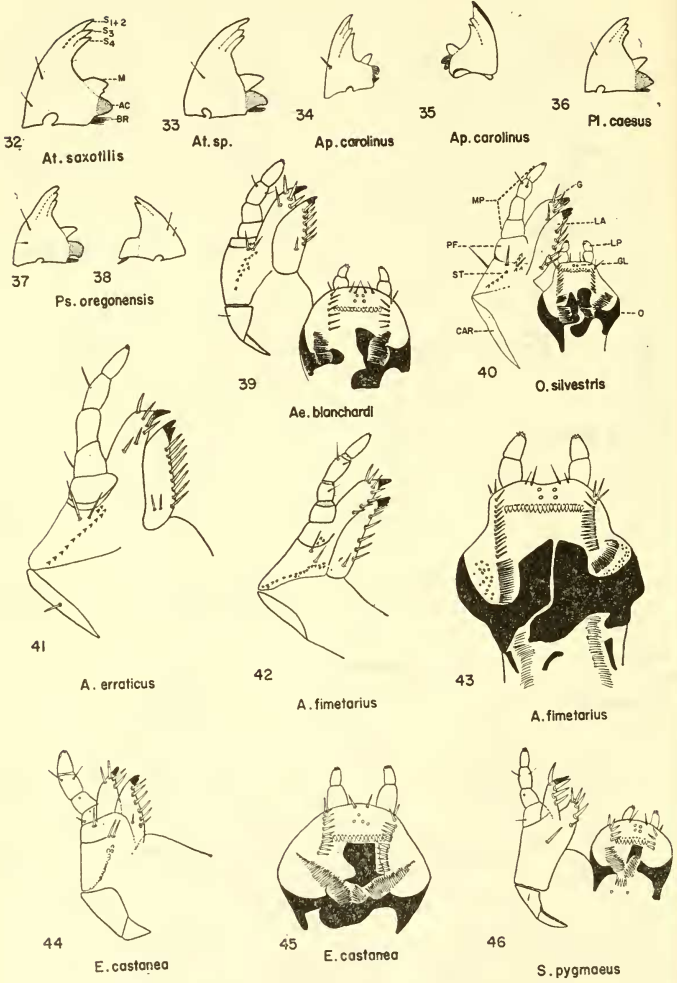 S1+2
S3
S4
M
AC
BR
32
At. saxotilis
33
At. sp.
34
Ap. carolinus
35
Ap. carolinus
36
Pl. caesus
37
38
Ps. oregonensis
39
Ae. blanchardi
MP
G
LA
PF
LP
ST
GL
CAR
O
40
O. silvestris
41
A. erraticus
42
A. fimetarius
43
A. fimetarius
44
E. castanea
45
E. castanea
46
S. pygmaeus